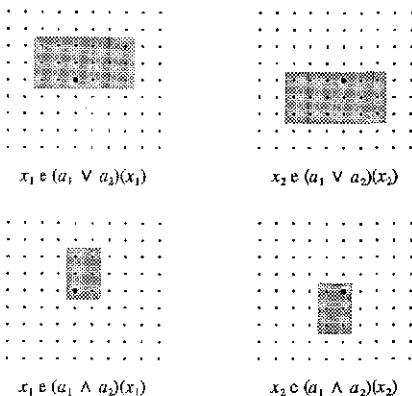 x₁ ∈ (a₁ ∨ a₂)(x₁)
x₂ ∈ (a₁ ∨ a₂)(x₂)
x₁ ∈ (a₁ ∧ a₂)(x₁)
x₂ ∈ (a₁ ∧ a₂)(x₂)